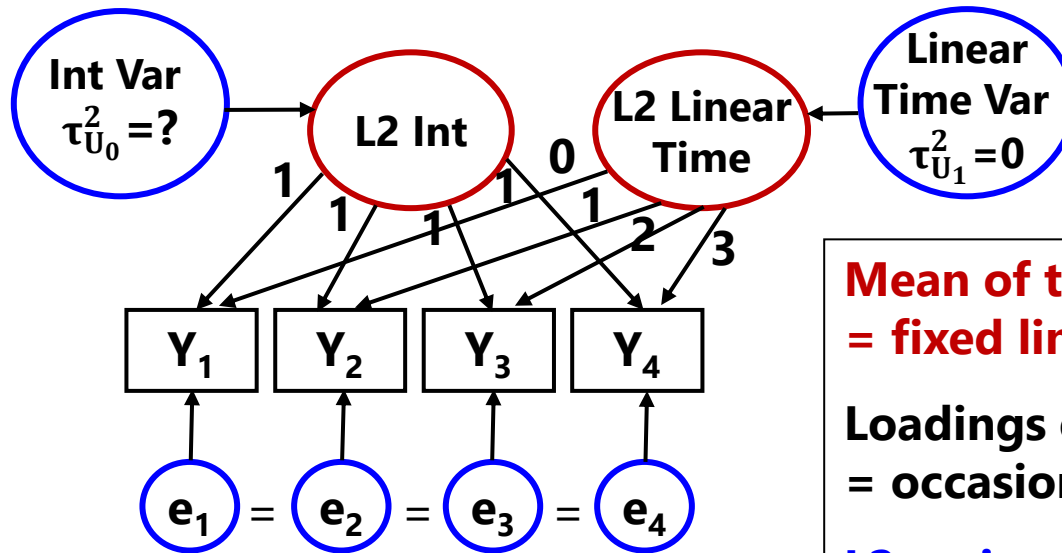 Int Var
τ²U₀ =?
L2 Int
L2 Linear
Time
Linear
Time Var
τ²U₁ =0
1
1
1
1
0
1
2
3
Y₁
Y₂
Y₃
Y₄
e₁ = e₂ = e₃ = e₄
Mean of t
= fixed lin
Loadings
= occasion